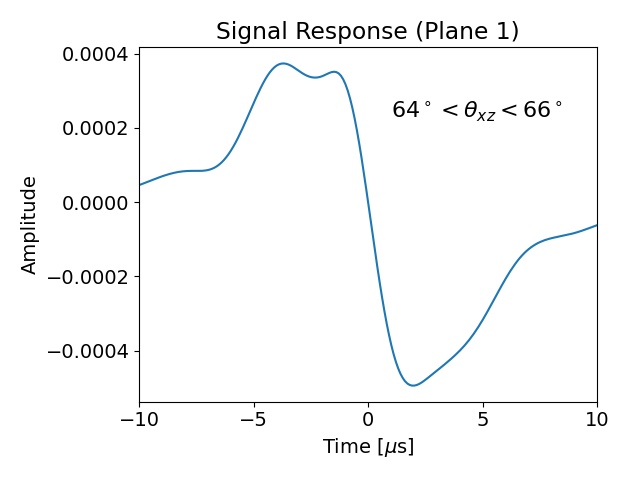 Signal Response (Plane 1)
0.0004
0.0002
0.0000
−0.0002
−0.0004
Amplitude
64° < θxz < 66°
−10
−5
0
5
10
Time [μs]